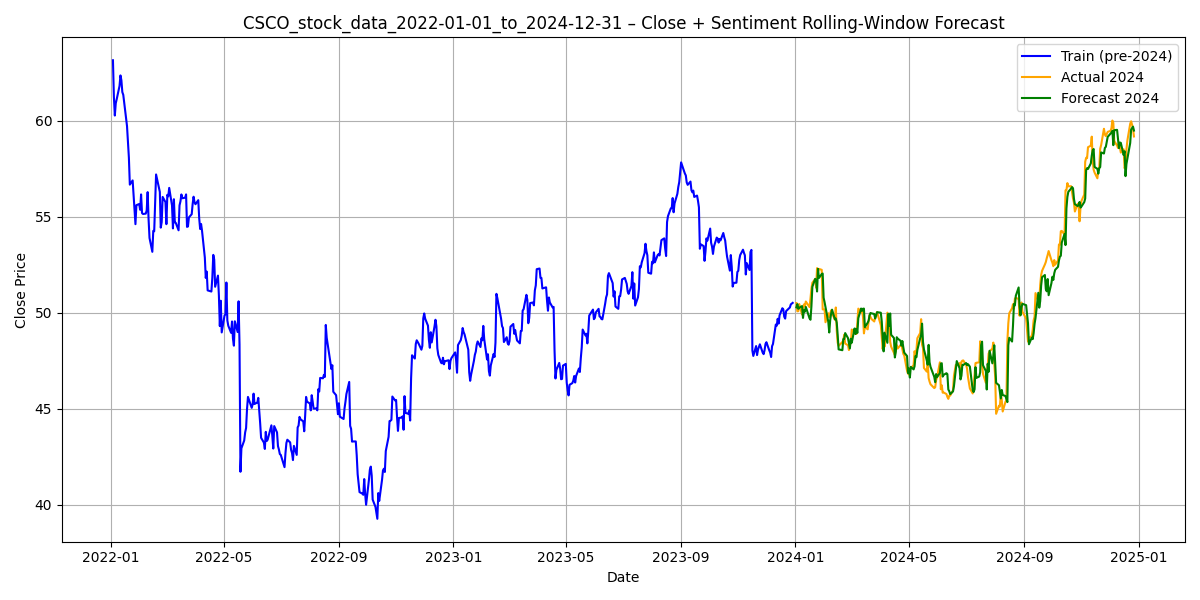 CSCO_stock_data_2022-01-01_to_2024-12-31 – Close + Sentiment Rolling-Window Forecast
Train (pre-2024)
Actual 2024
Forecast 2024
Close Price
60
55
50
45
40
2022-01
2022-05
2022-09
2023-01
2023-05
2023-09
2024-01
2024-05
2024-09
2025-01
Date